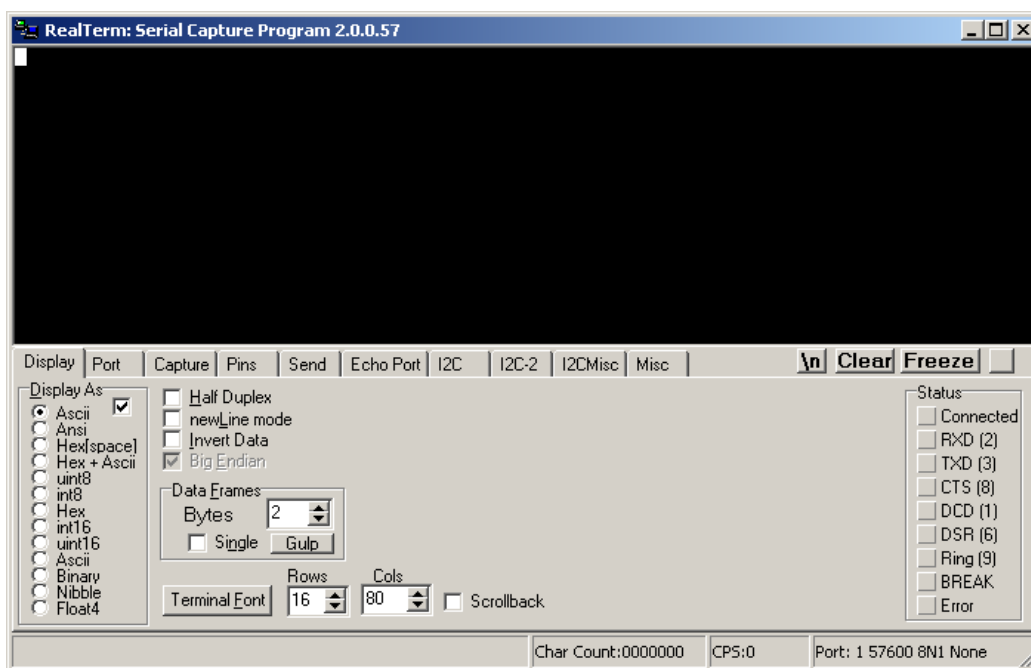 RealTerm: Serial Capture Program 2.0.0.57
Display Port Capture Pins Send Echo Port I2C I2C-2 I2CMisc Misc \n Clear Freeze
Display As
Ascii
Ansi
Hex[space]
Hex + Ascii
uint8
int8
Hex
int16
uint16
Ascii
Binary
Nibble
Float4
Half Duplex
newLine mode
Invert Data
Big Endian
Data Frames
Bytes 2
Single Gulp
Rows Cols
Terminal Font 16 80 Scrollback
Status
Connected
RXD (2)
TXD (3)
CTS (8)
DCD (1)
DSR (6)
Ring (9)
BREAK
Error
Char Count:0000000 CPS:0 Port: 1 57600 8N1 None